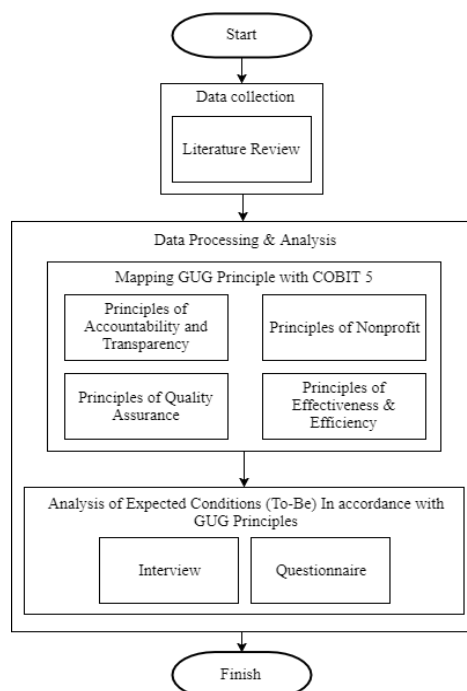 Start
Data collection
Literature Review
Data Processing & Analysis
Mapping GUG Principle with COBIT 5
Principles of
Accountability and
Transparency
Principles of Nonprofit
Principles of Quality
Assurance
Principles of
Effectiveness &
Efficiency
Analysis of Expected Conditions (To-Be) In accordance with
GUG Principles
Interview
Questionnaire
Finish